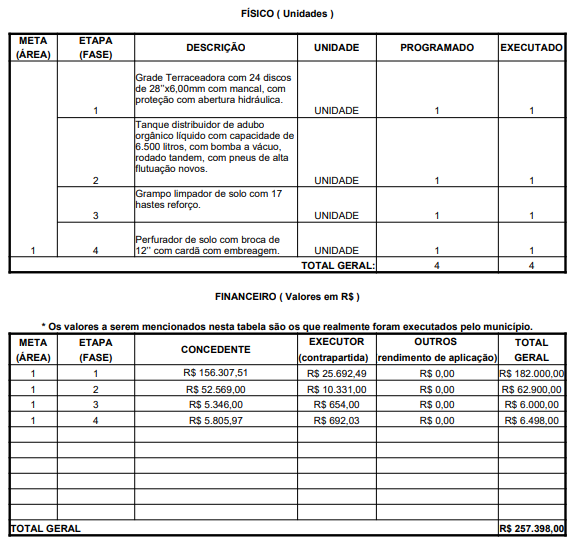 FÍSICO ( Unidades )
META (ÁREA) ETAPA (FASE) DESCRIÇÃO UNIDADE PROGRAMADO EXECUTADO
Grade Terraceadora com 24 discos
de 28"x6,00mm com mancal, com
proteção com abertura hidráulica.
1 UNIDADE 1 1
Tanque distribuidor de adubo
orgânico líquido com capacidade de
6.500 litros, com bomba a vácuo,
rodado tandem, com pneus de alta
flutuação novos.
2 UNIDADE 1 1
Grampo limpador de solo com 17
hastes reforço.
3 UNIDADE 1 1
Perfurador de solo com broca de
1 4 12" com cardã com embreagem. UNIDADE 1 1
TOTAL GERAL: 4 4
FINANCEIRO ( Valores em R$ )
* Os valores a serem mencionados nesta tabela são os que realmente foram executados pelo município.
META (ÁREA) ETAPA (FASE) CONCEDENTE EXECUTOR (contrapartida) OUTROS (rendimento de aplicação) TOTAL GERAL
1 1 R$ 156.307,51 R$ 25.692,49 R$ 0,00 R$ 182.000,00
1 2 R$ 52.569,00 R$ 10.331,00 R$ 0,00 R$ 62.900,00
1 3 R$ 5.346,00 R$ 654,00 R$ 0,00 R$ 6.000,00
1 4 R$ 5.805,97 R$ 692,03 R$ 0,00 R$ 6.498,00
TOTAL GERAL R$ 257.398,00